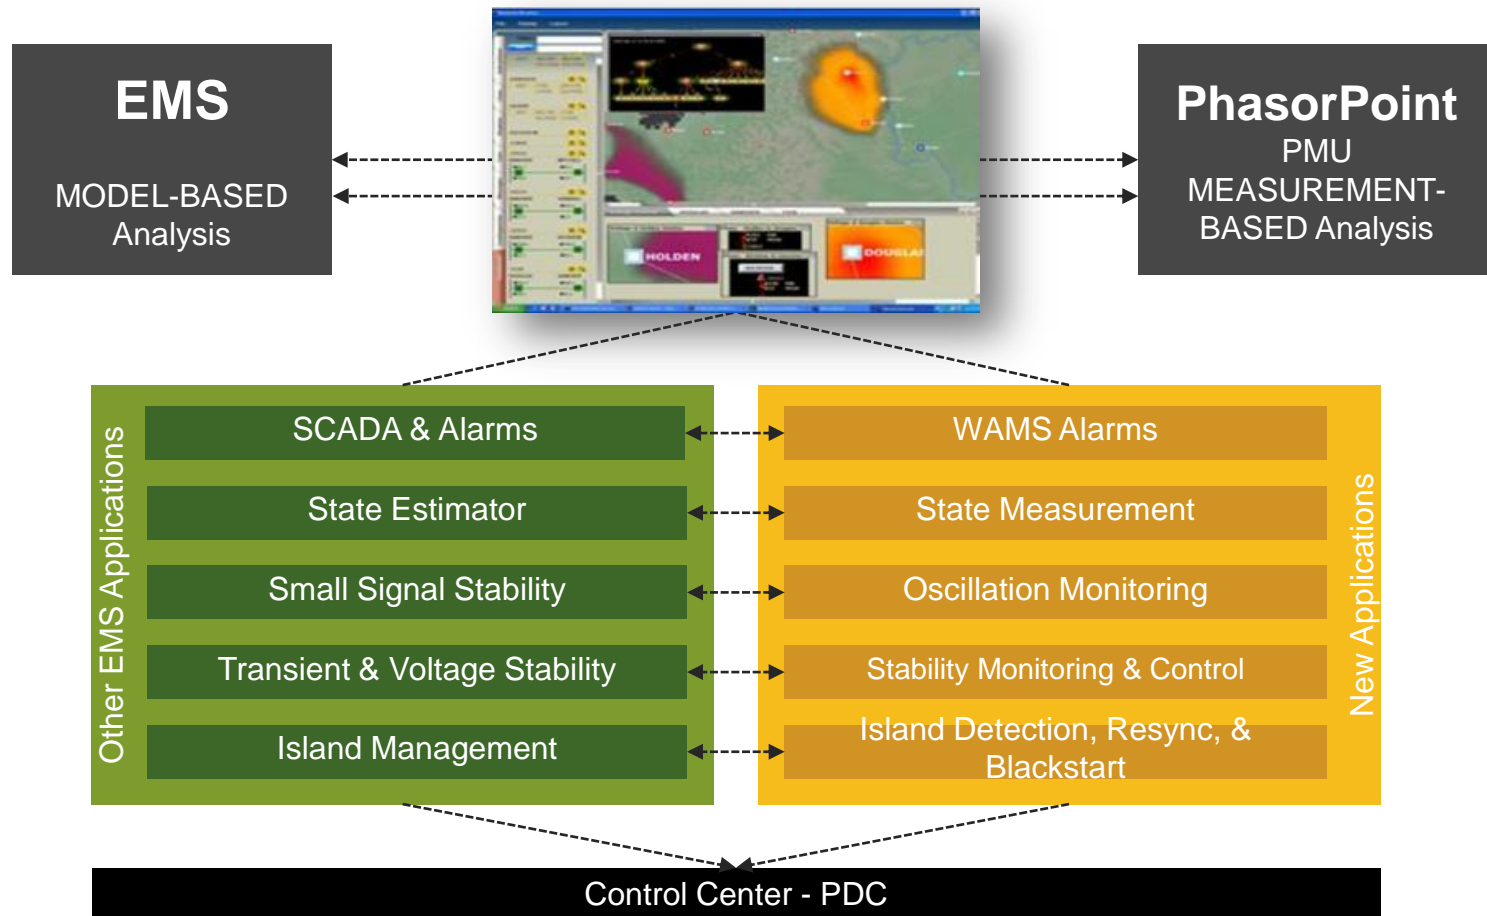 EMS
MODEL-BASED
Analysis
HOLDEN
DOUGLAS
PhasorPoint
PMU
MEASUREMENT-
BASED Analysis
Other EMS Applications
SCADA & Alarms
State Estimator
Small Signal Stability
Transient & Voltage Stability
Island Management
WAMS Alarms
State Measurement
Oscillation Monitoring
Stability Monitoring & Control
Island Detection, Resync, &
Blackstart
New Applications
Control Center - PDC